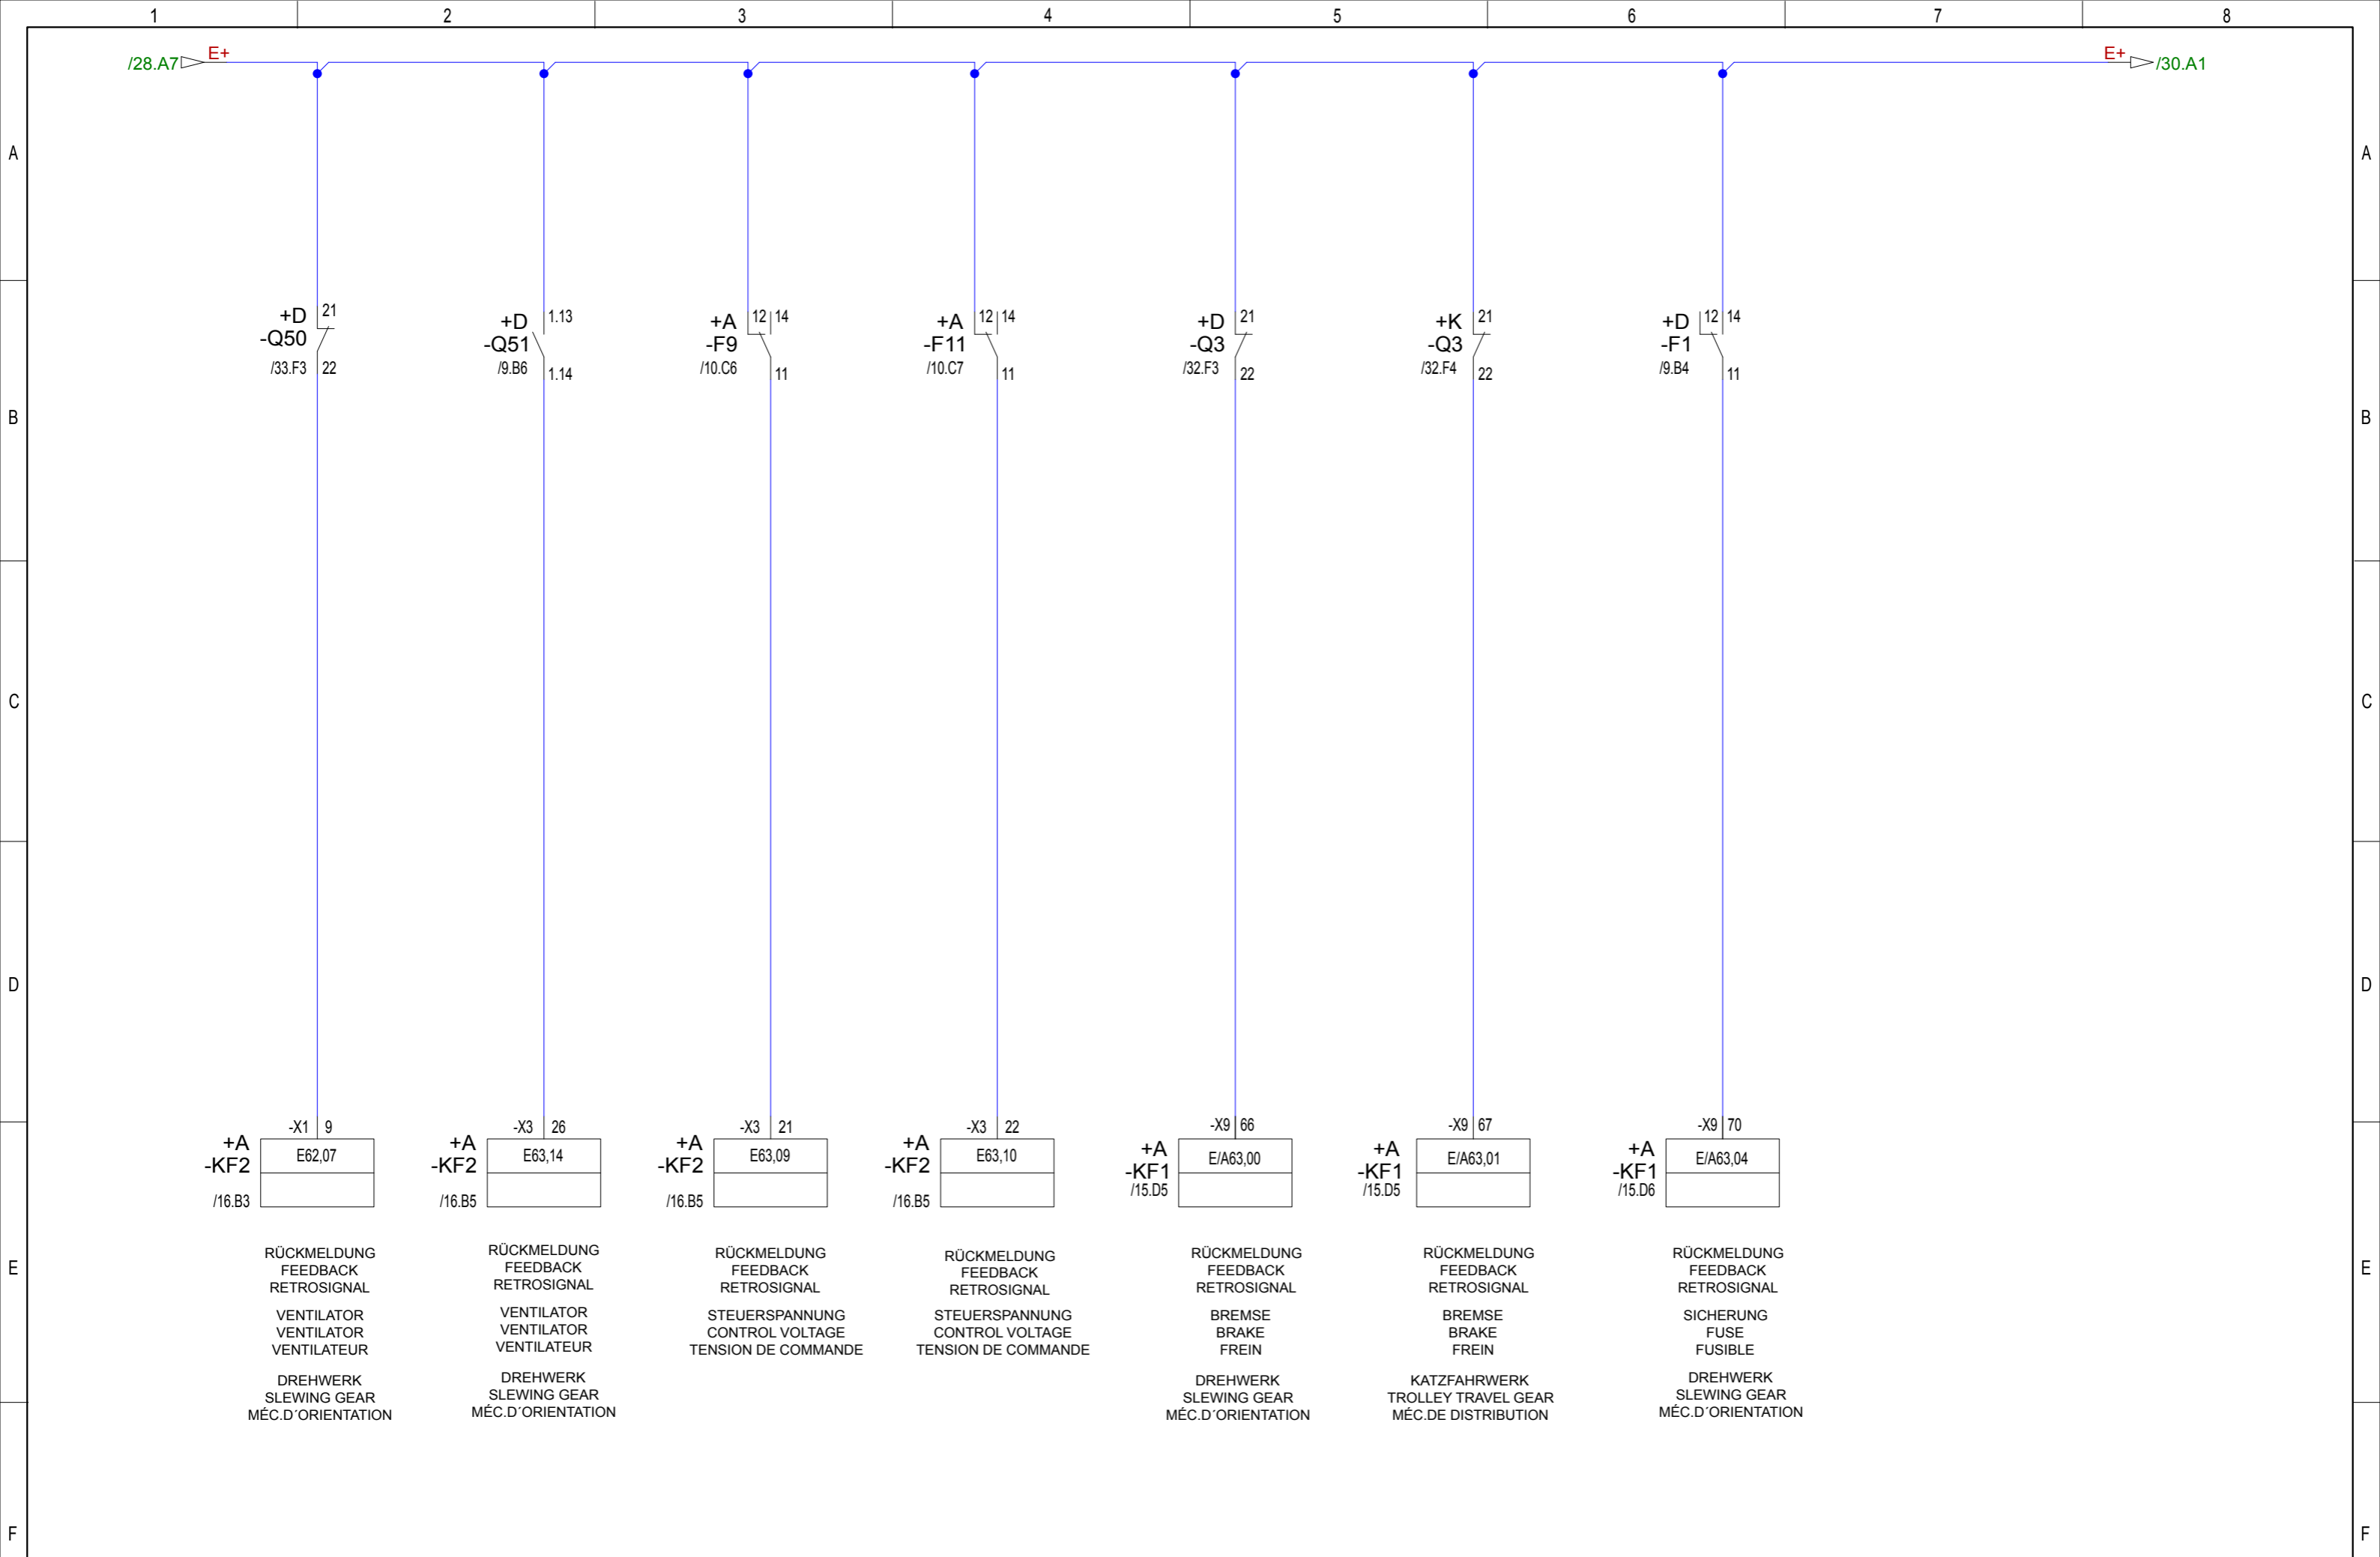 1 2 3 4 5 6 7 8
/28.A7 E+ E+ /30.A1
A A
+D 21
-Q50
/33.F3 22
+D 1.13
-Q51
/9.B6 1.14
+A 12 14
-F9
/10.C6 11
+A 12 14
-F11
/10.C7 11
+D 21
-Q3
/32.F3 22
+K 21
-Q3
/32.F4 22
+D 12 14
-F1
/9.B4 11
B B
C C
D D
-X1 9
+A
-KF2 E62,07
/16.B3
RÜCKMELDUNG
FEEDBACK
RETROSIGNAL
VENTILATOR
VENTILATOR
VENTILATEUR
DREHWERK
SLEWING GEAR
MÉC.D´ORIENTATION
-X3 26
+A
-KF2 E63,14
/16.B5
RÜCKMELDUNG
FEEDBACK
RETROSIGNAL
VENTILATOR
VENTILATOR
VENTILATEUR
DREHWERK
SLEWING GEAR
MÉC.D´ORIENTATION
-X3 21
+A
-KF2 E63,09
/16.B5
RÜCKMELDUNG
FEEDBACK
RETROSIGNAL
STEUERSPANNUNG
CONTROL VOLTAGE
TENSION DE COMMANDE
-X3 22
+A
-KF2 E63,10
/16.B5
RÜCKMELDUNG
FEEDBACK
RETROSIGNAL
STEUERSPANNUNG
CONTROL VOLTAGE
TENSION DE COMMANDE
-X9 66
+A
-KF1 E/A63,00
/15.D5
RÜCKMELDUNG
FEEDBACK
RETROSIGNAL
BREMSE
BRAKE
FREIN
DREHWERK
SLEWING GEAR
MÉC.D´ORIENTATION
-X9 67
+A
-KF1 E/A63,01
/15.D5
RÜCKMELDUNG
FEEDBACK
RETROSIGNAL
BREMSE
BRAKE
FREIN
KATZFAHRWERK
TROLLEY TRAVEL GEAR
MÉC.DE DISTRIBUTION
-X9 70
+A
-KF1 E/A63,04
/15.D6
RÜCKMELDUNG
FEEDBACK
RETROSIGNAL
SICHERUNG
FUSE
FUSIBLE
DREHWERK
SLEWING GEAR
MÉC.D´ORIENTATION
E E
F F